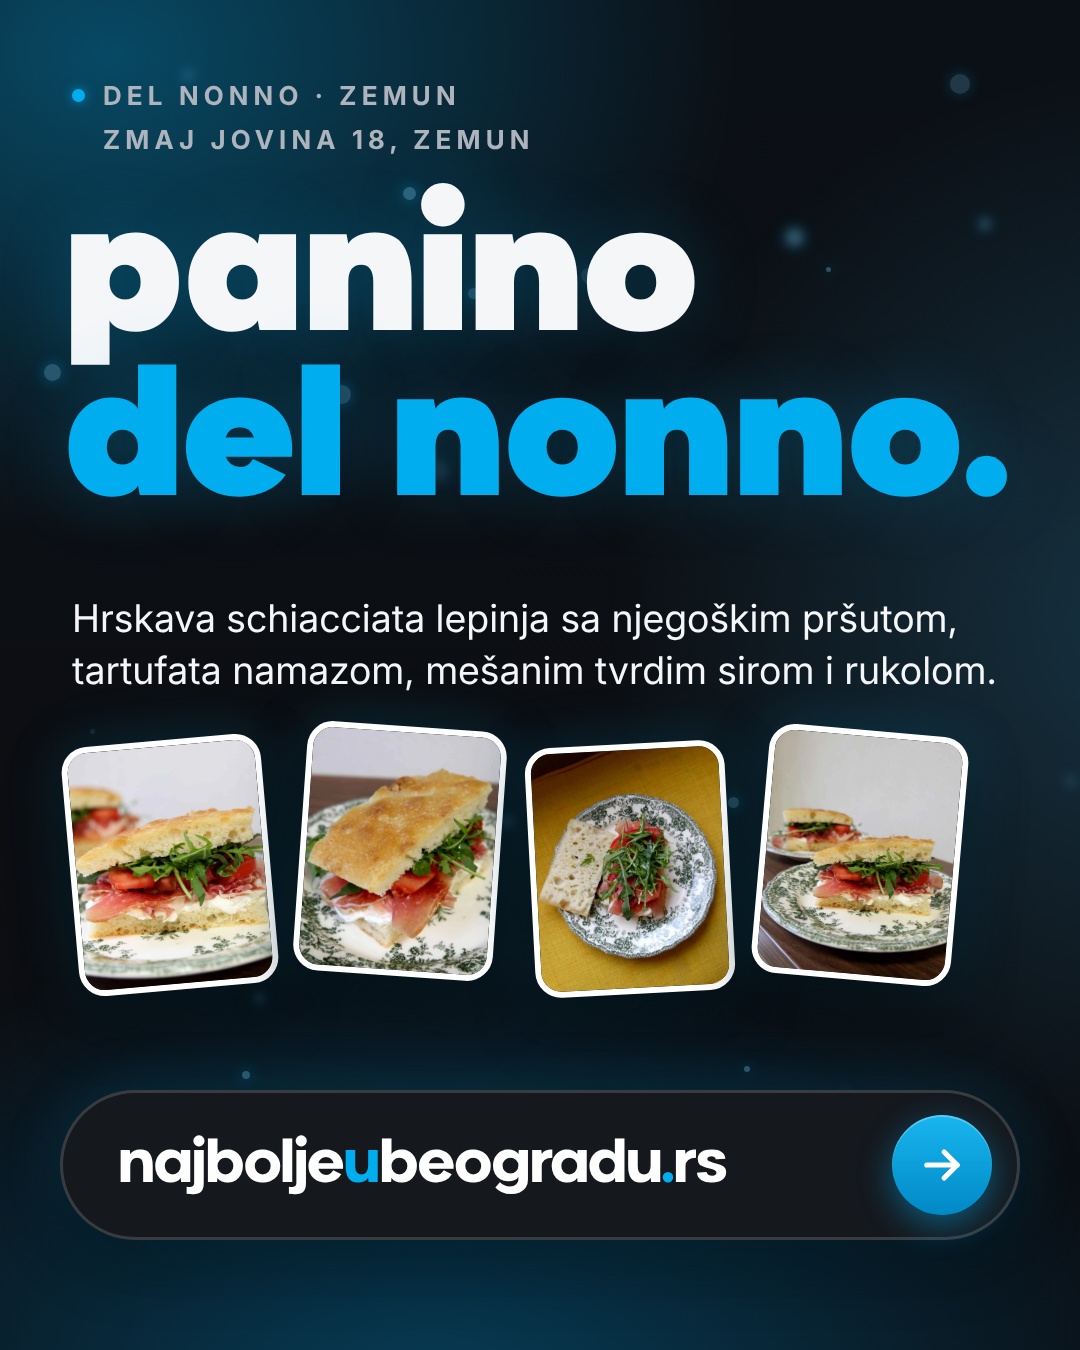 DEL NONNO · ZEMUN
ZMAJ JOVINA 18, ZEMUN
panino
del nonno.
Hrskava schiacciata lepinja sa njegoškim pršutom,
tartufata namazom, mešanim tvrdim sirom i rukolom.
najboljeubeogradu.rs